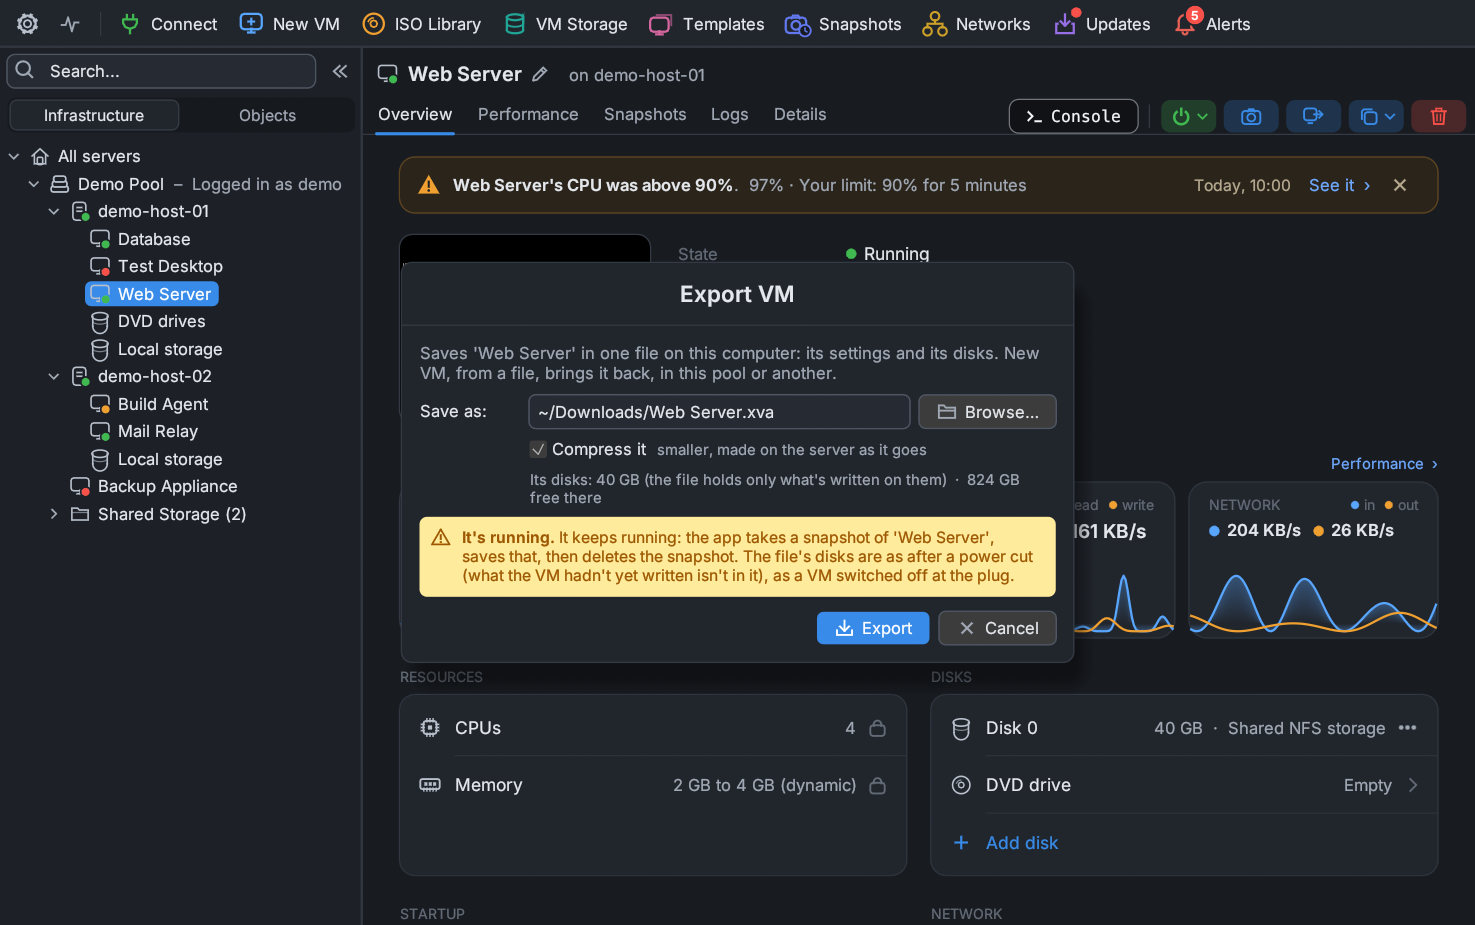 Connect
New VM
ISO Library
VM Storage
Templates
Snapshots
Networks
Updates
5
Alerts
Search...
Infrastructure
Objects
All servers
Demo Pool – Logged in as demo
demo-host-01
Database
Test Desktop
Web Server
DVD drives
Local storage
demo-host-02
Build Agent
Mail Relay
Local storage
Backup Appliance
Shared Storage (2)
Web Server
on demo-host-01
Overview
Performance
Snapshots
Logs
Details
>_ Console
Web Server's CPU was above 90%. 97% · Your limit: 90% for 5 minutes
Today, 10:00
See it ›
State
Running
Export VM
Saves 'Web Server' in one file on this computer: its settings and its disks. New
VM, from a file, brings it back, in this pool or another.
Save as:
~/Downloads/Web Server.xva
Browse...
Compress it smaller, made on the server as it goes
Its disks: 40 GB (the file holds only what's written on them) · 824 GB
free there
It's running. It keeps running: the app takes a snapshot of 'Web Server',
saves that, then deletes the snapshot. The file's disks are as after a power cut
(what the VM hadn't yet written isn't in it), as a VM switched off at the plug.
Export
Cancel
Performance ›
write
61 KB/s
NETWORK
in
out
204 KB/s
26 KB/s
RESOURCES
CPUs
4
Memory
2 GB to 4 GB (dynamic)
DISKS
Disk 0
40 GB · Shared NFS storage
DVD drive
Empty
Add disk
STARTUP
NETWORK